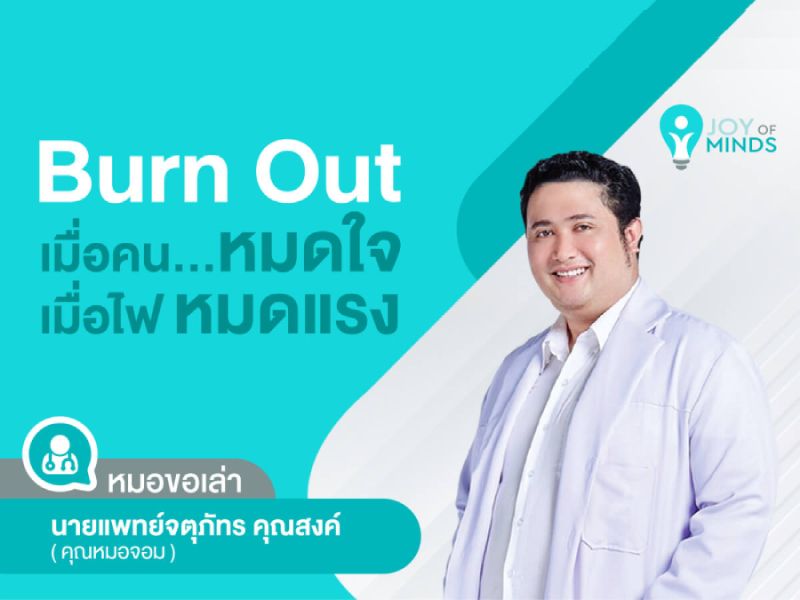 Burn Out
เมื่อคน...หมดใจ
เมื่อไฟ หมดแรง
JOY OF
MINDS
หมอขอเล่า
นายแพทย์จตุภัทร คุณสงค์
( คุณหมอจอม )